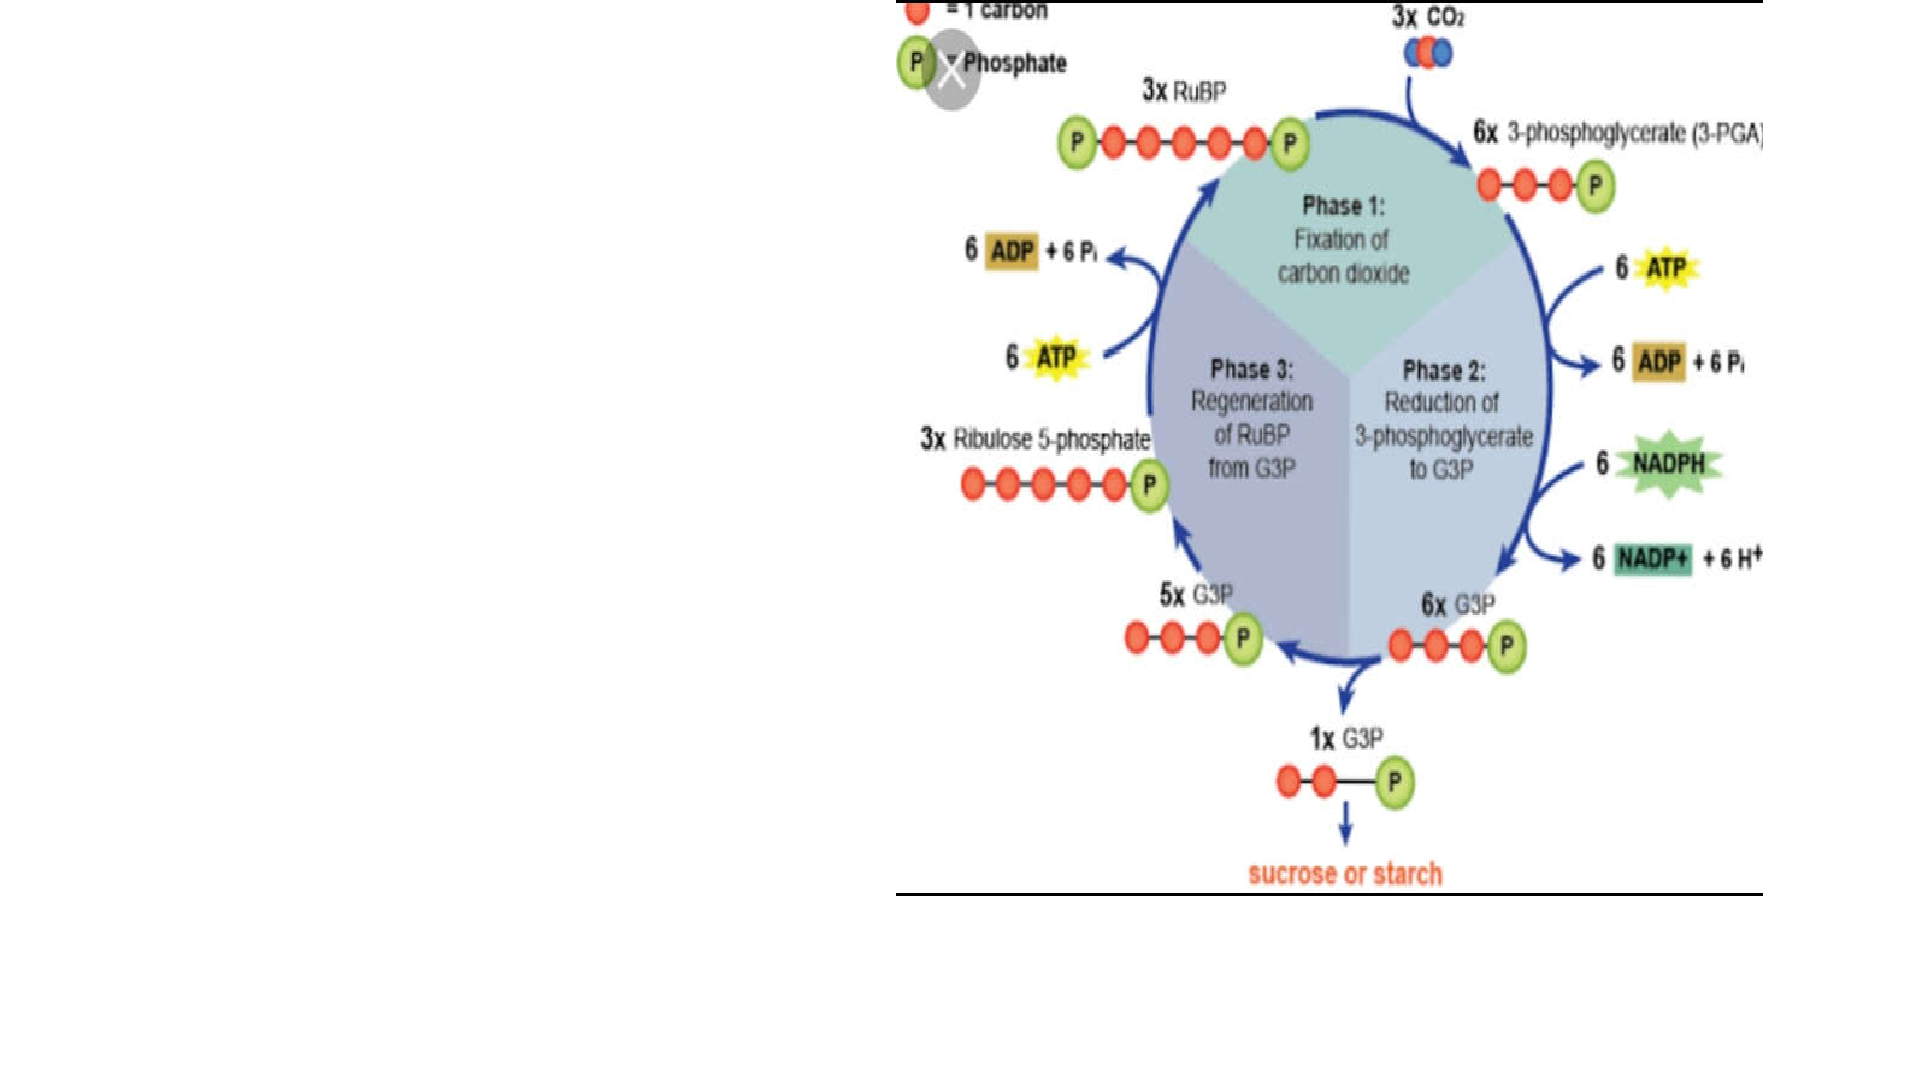 = 1 carbon
P = Phosphate
3x CO₂
3x RuBP
P P
6x 3-phosphoglycerate (3-PGA)
P
Phase 1:
Fixation of
carbon dioxide
6 ADP + 6 Pᵢ
6 ATP
6 ATP
6 ADP + 6 Pᵢ
Phase 3:
Regeneration
of RuBP
from G3P
Phase 2:
Reduction of
3-phosphoglycerate
to G3P
3x Ribulose 5-phosphate
P
6 NADPH
6 NADP+ + 6 H⁺
5x G3P
P
6x G3P
P
1x G3P
P
sucrose or starch